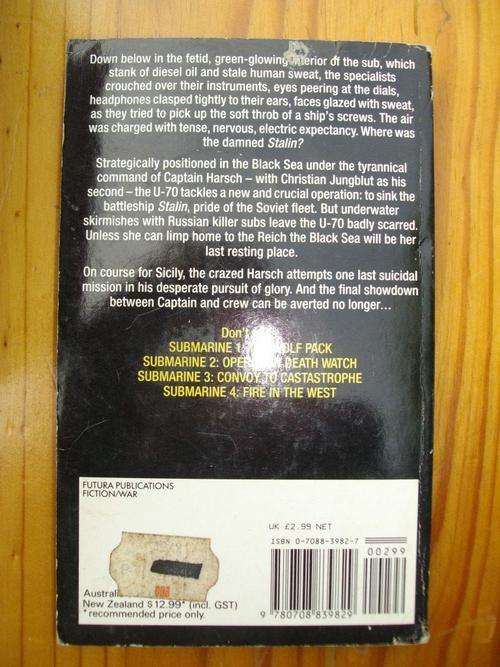 Down below in the fetid, green-glowing interior of the sub, which
stank of diesel oil and stale human sweat, the specialists
crouched over their instruments, eyes peering at the dials,
headphones clasped tightly to their ears, faces glazed with sweat,
as they tried to pick up the soft throb of a ship's screws. The air
was charged with tense, nervous, electric expectancy. Where was
the damned Stalin?
Strategically positioned in the Black Sea under the tyrannical
command of Captain Harsch – with Christian Jungblut as his
second – the U-70 tackles a new and crucial operation: to sink the
battleship Stalin, pride of the Soviet fleet. But underwater
skirmishes with Russian killer subs leave the U-70 badly scarred.
Unless she can limp home to the Reich the Black Sea will be her
last resting place.
On course for Sicily, the crazed Harsch attempts one last suicidal
mission in his desperate pursuit of glory. And the final showdown
between Captain and crew can be averted no longer...
Don't
SUBMARINE 1: PACK
SUBMARINE 2: DEATH WATCH
SUBMARINE 3: CONVOY TO CASTASTROPHE
SUBMARINE 4: FIRE IN THE WEST
FUTURA PUBLICATIONS
FICTION/WAR
UK £2.99 NET
ISBN 0-7088-3982-7
00299
New Zealand $12.99* (incl. GST)
*recommended price only.
9 780708 839829